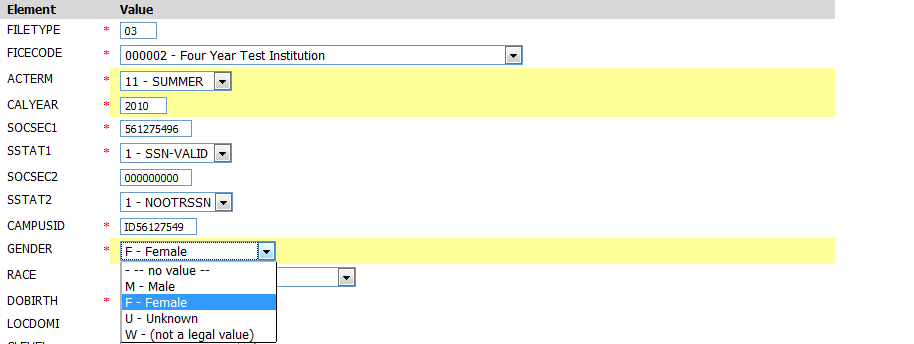 Element Value
FILETYPE * 03
FICECODE * 000002 - Four Year Test Institution
ACTERM * 11 - SUMMER
CALYEAR * 2010
SOCSEC1 * 561275496
SSTAT1 * 1 - SSN-VALID
SOCSEC2 000000000
SSTAT2 1 - NOOTRSSN
CAMPUSID * ID56127549
GENDER * F - Female
- -- no value --
RACE
M - Male
DOBIRTH * F - Female
U - Unknown
LOCDOMI
W - (not a legal value)